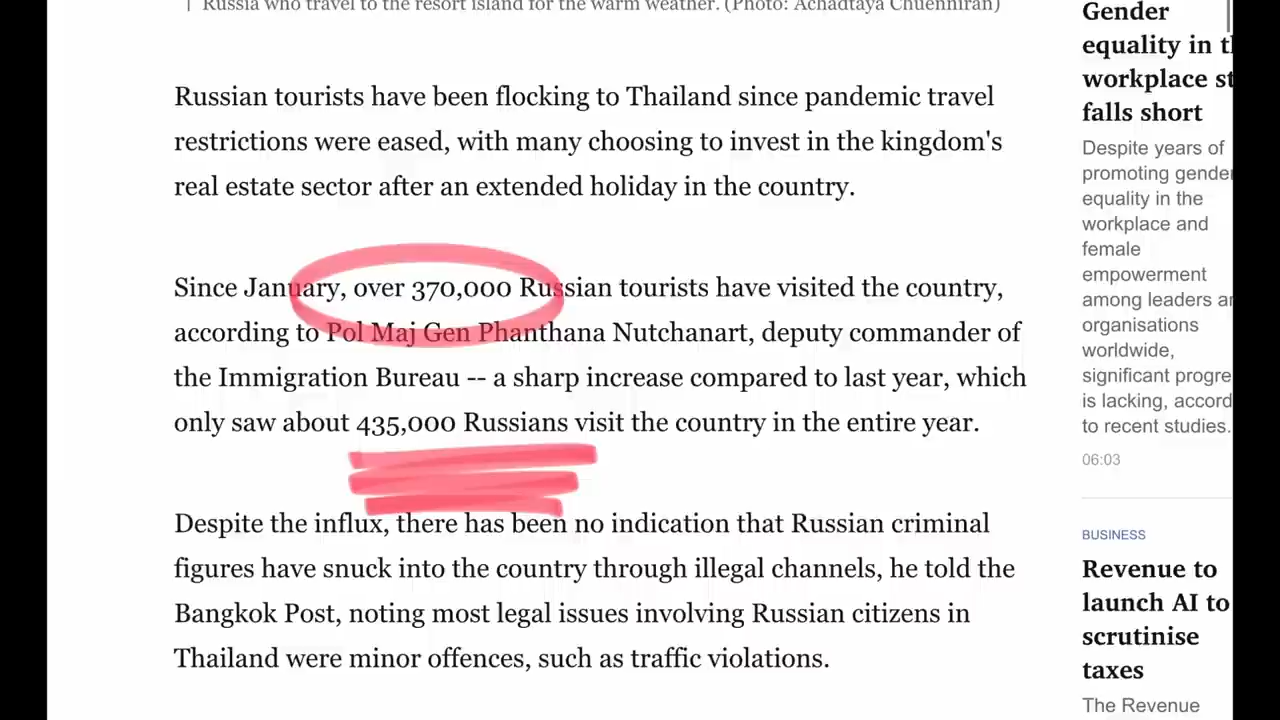 Russia who travel to the resort island for the warm weather. (Photo: Achadtaya Chuenniran)
Russian tourists have been flocking to Thailand since pandemic travel
restrictions were eased, with many choosing to invest in the kingdom's
real estate sector after an extended holiday in the country.
Since January, over 370,000 Russian tourists have visited the country,
according to Pol Maj Gen Phanthana Nutchanart, deputy commander of
the Immigration Bureau -- a sharp increase compared to last year, which
only saw about 435,000 Russians visit the country in the entire year.
Despite the influx, there has been no indication that Russian criminal
figures have snuck into the country through illegal channels, he told the
Bangkok Post, noting most legal issues involving Russian citizens in
Thailand were minor offences, such as traffic violations.
Gender
equality in t
workplace st
falls short
Despite years of
promoting gender
equality in the
workplace and
female
empowerment
among leaders a
organisations
worldwide,
significant progre
is lacking, accord
to recent studies.
06:03
BUSINESS
Revenue to
launch AI to
scrutinise
taxes
The Revenue